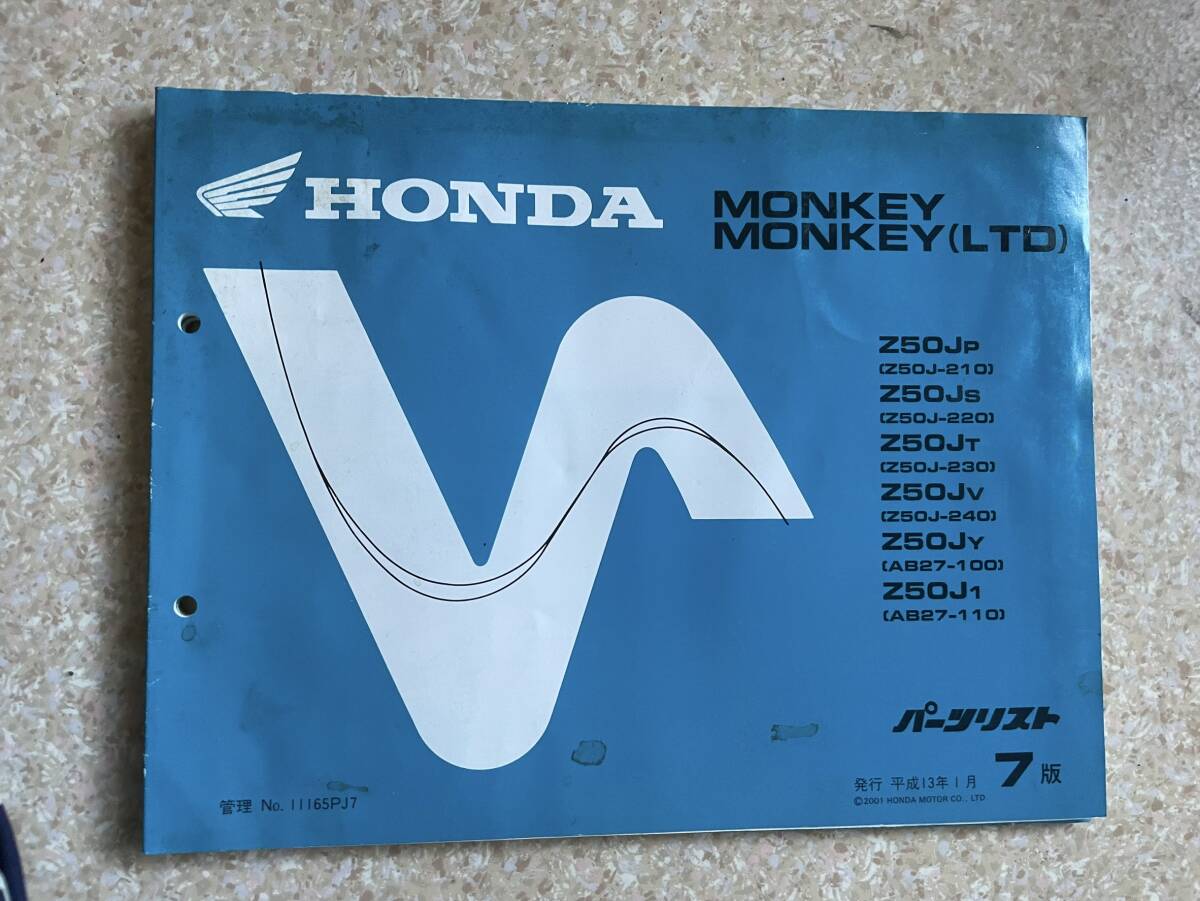 HONDA
MONKEY
MONKEY(LTD)
Z50JP
(Z50J-210)
Z50JS
(Z50J-220)
Z50JT
(Z50J-230)
Z50JV
(Z50J-240)
Z50JY
(AB27-100)
Z50J1
(AB27-110)
パーツリスト
発行 平成13年1月 7版
©2001 HONDA MOTOR CO., LTD
管理 No. 11165PJ7